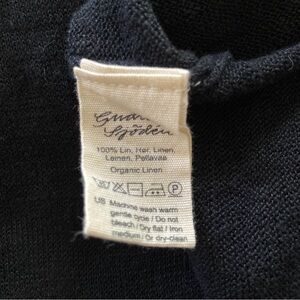 Sjödén
100% Lin, Hør, Linen,
Leinen, Pellavaa
Organic Linen
US Machine wash warm
gentle cycle / Do not
bleach / Dry flat / Iron
medium / Or dry-clean